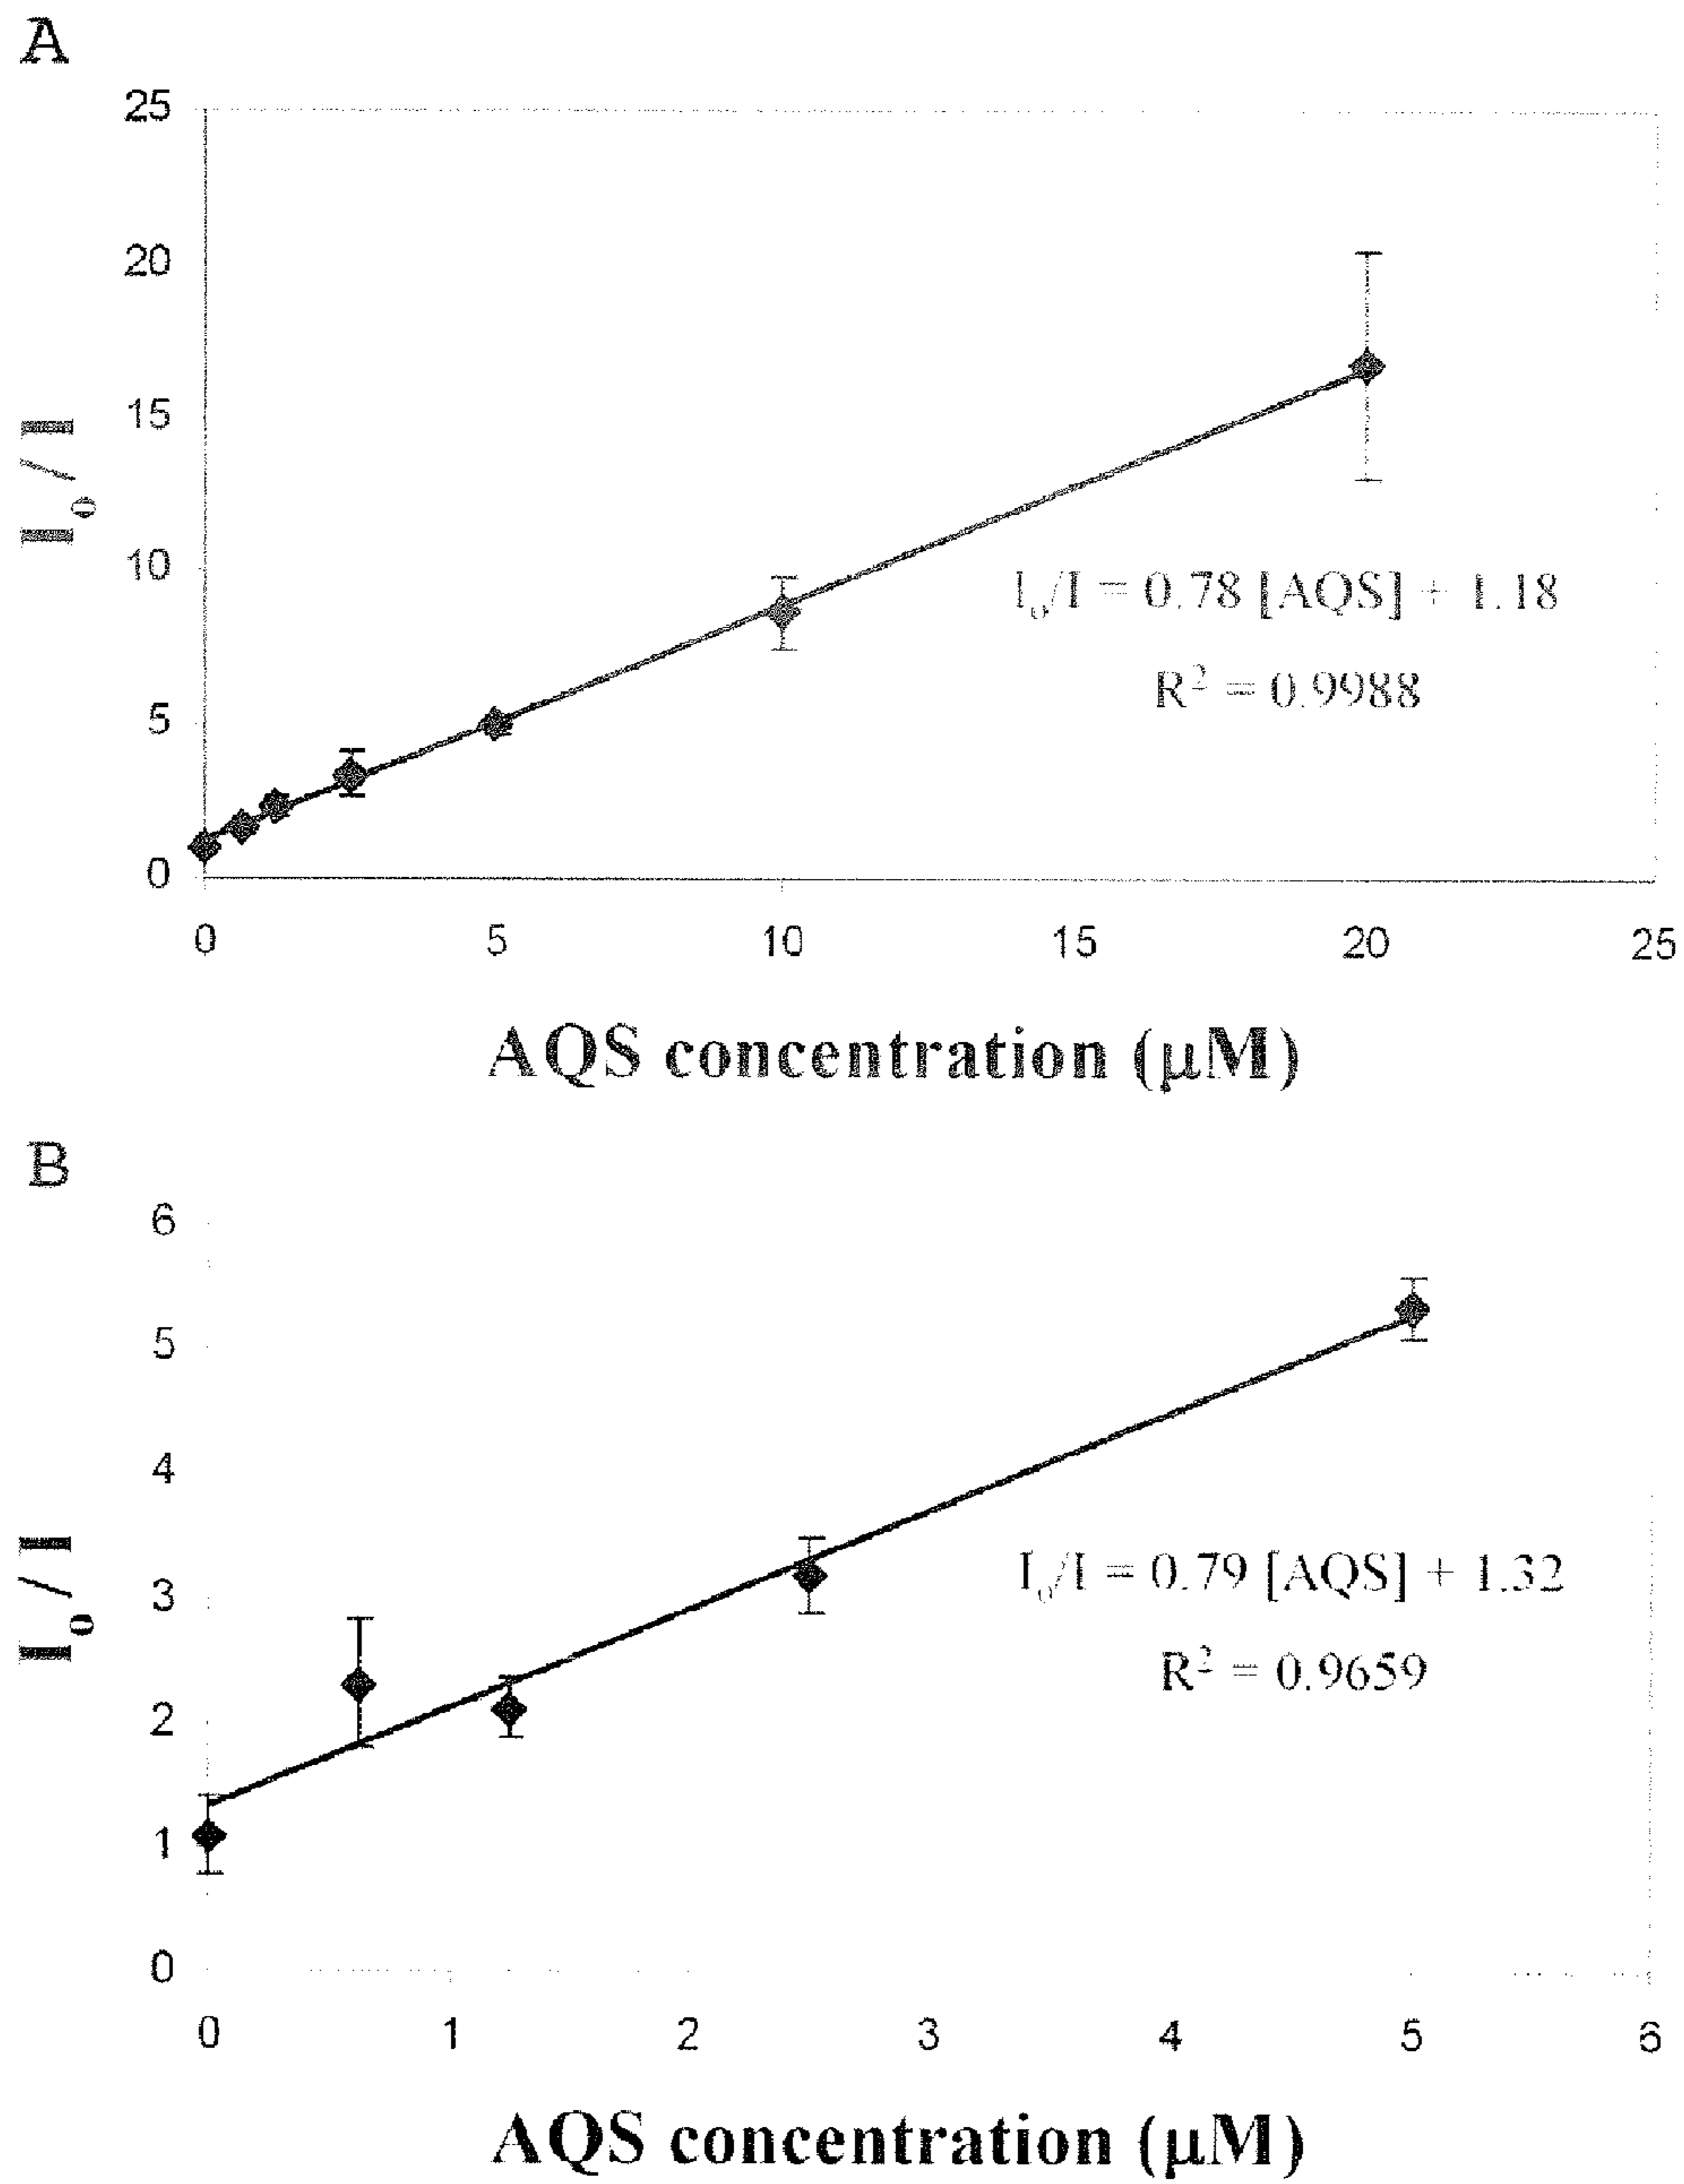 A
25
20
15
10
5
0
I₀ / I
I₀/I = 0.78 [AQS] + 1.18
R² = 0.9988
0 5 10 15 20 25
AQS concentration (μM)
B
6
5
4
3
2
1
0
I₀ / I
I₀/I = 0.79 [AQS] + 1.32
R² = 0.9659
0 1 2 3 4 5 6
AQS concentration (μM)